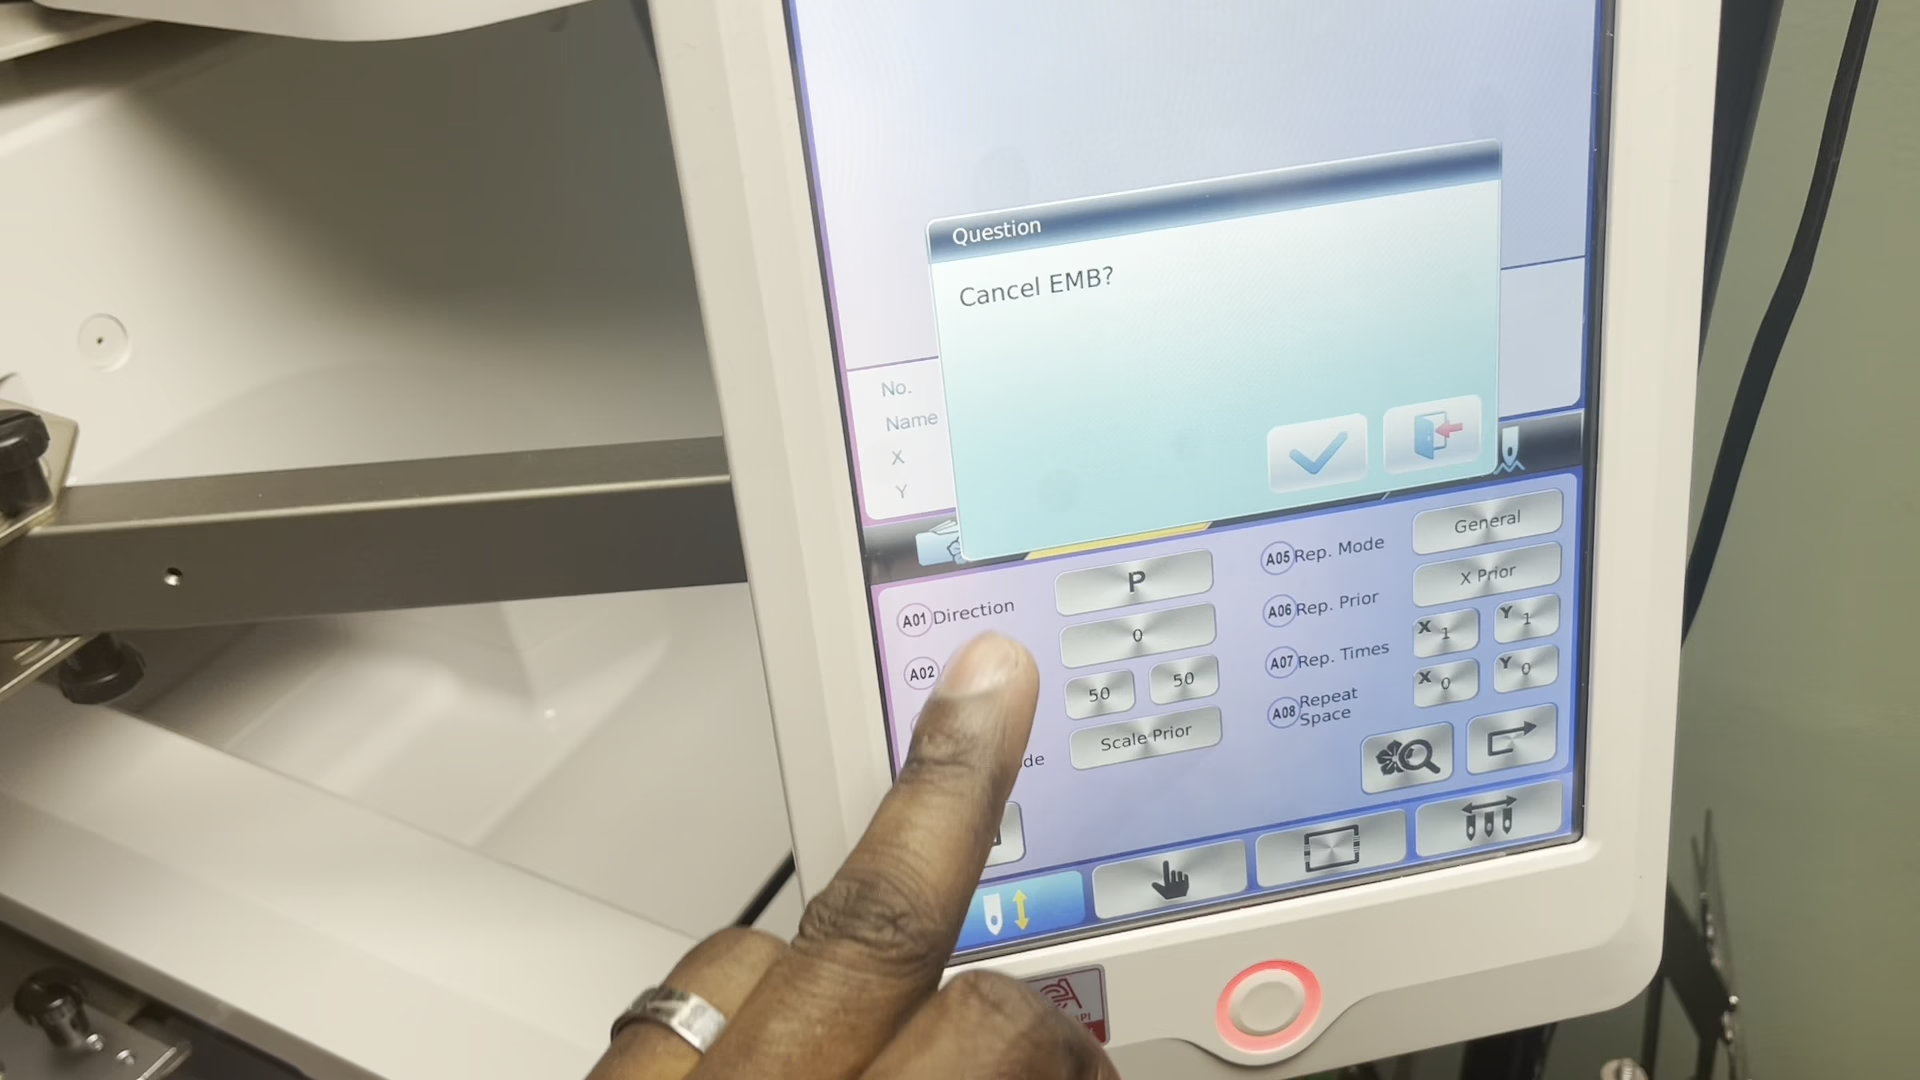 Question
Cancel EMB?
No.
Name
X
Y
A01 Direction
P
A02
0
50
50
de
Scale Prior
A05 Rep. Mode
General
A06 Rep. Prior
X Prior
A07 Rep. Times
X 1
Y 1
A08 Repeat Space
X 0
Y 0